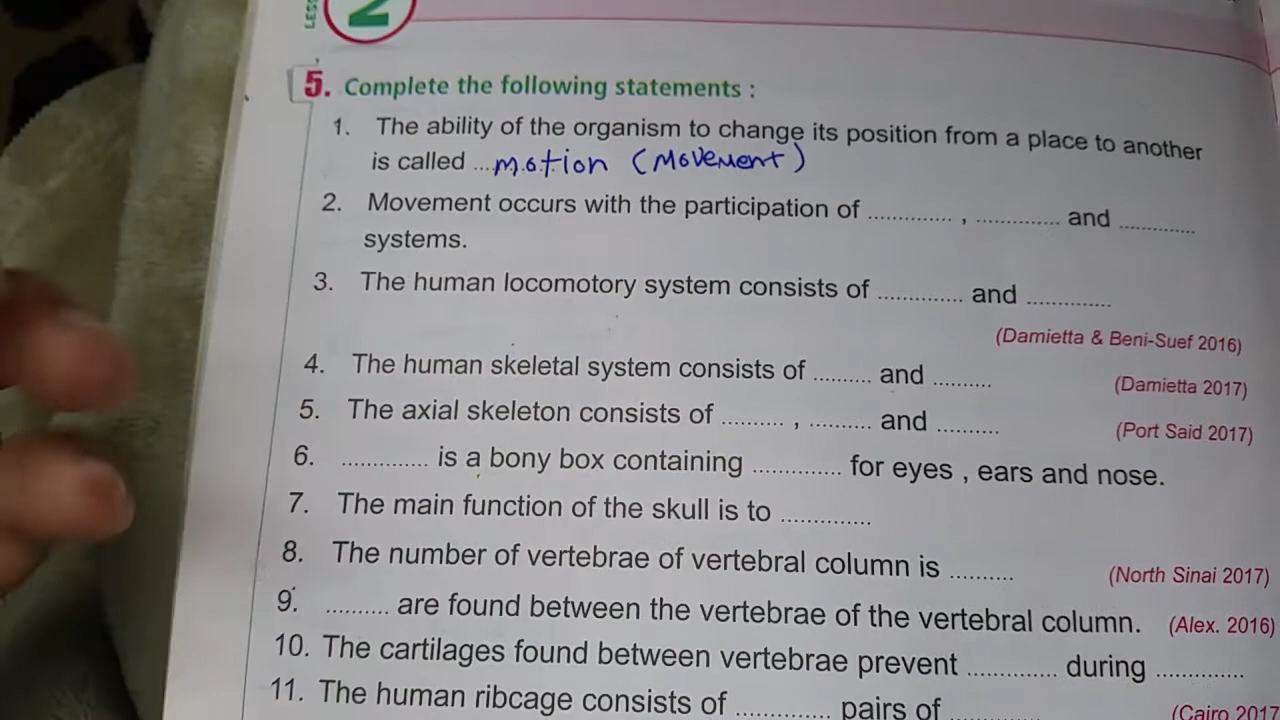 LESS
2
5. Complete the following statements :
1. The ability of the organism to change its position from a place to another
is called ....motion (Movement)
2. Movement occurs with the participation of .............. , .............. and .............
systems.
3. The human locomotory system consists of .............. and ..............
(Damietta & Beni-Suef 2016)
4. The human skeletal system consists of .......... and .......... (Damietta 2017)
5. The axial skeleton consists of .......... , .......... and .......... (Port Said 2017)
6. .............. is a bony box containing .............. for eyes , ears and nose.
7. The main function of the skull is to ..............
8. The number of vertebrae of vertebral column is .......... (North Sinai 2017)
9. .......... are found between the vertebrae of the vertebral column. (Alex. 2016)
10. The cartilages found between vertebrae prevent .............. during ..............
11. The human ribcage consists of .............. pairs of .............. (Cairo 2017